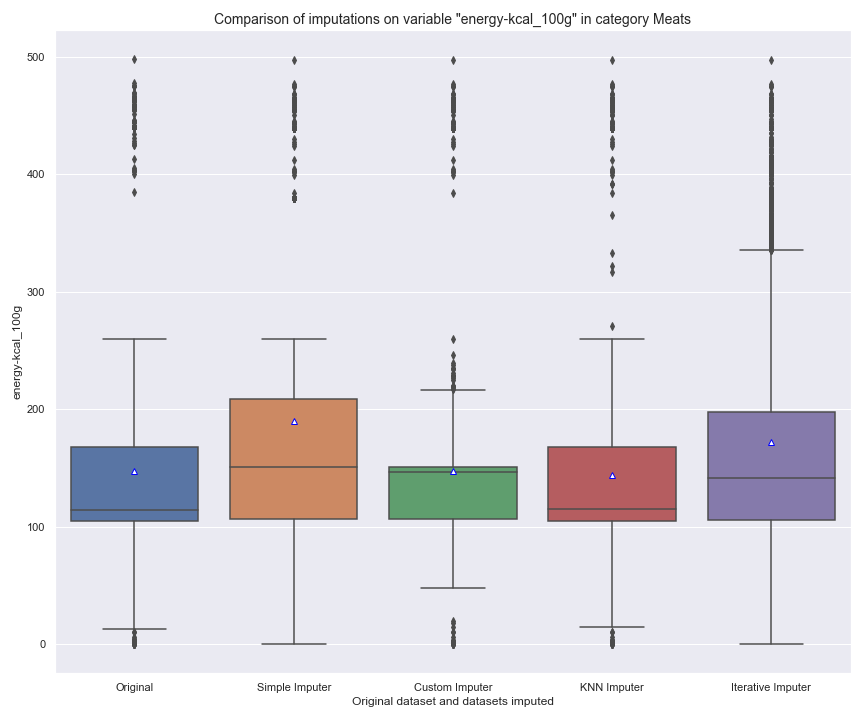 Comparison of imputations on variable "energy-kcal_100g" in category Meats
500
400
300
200
100
0
energy-kcal_100g
Original
Simple Imputer
Custom Imputer
KNN Imputer
Iterative Imputer
Original dataset and datasets imputed